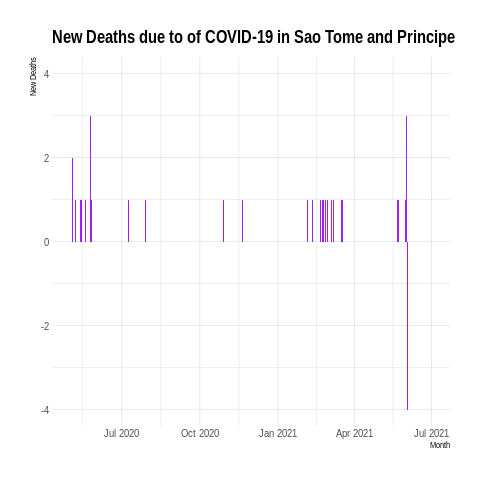 New Deaths due to of COVID-19 in Sao Tome and Principe
New Deaths
4
2
0
-2
-4
Jul 2020 Oct 2020 Jan 2021 Apr 2021 Jul 2021
Month